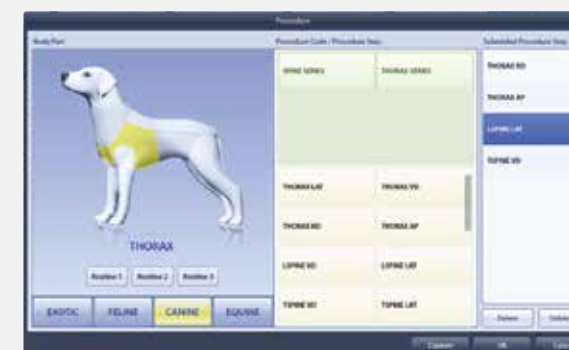 Procedure
Body Part
Procedure Code / Procedure Step
Scheduled Procedure Step
SPINE SERIES
THORAX SERIES
THORAX LAT
THORAX VD
THORAX RD
THORAX AP
LSPINE VD
LSPINE LAT
TSPINE VD
TSPINE LAT
THORAX
Routine 1
Routine 2
Routine 3
EXOTIC
FELINE
CANINE
EQUINE
THORAX RD
THORAX AP
LSPINE LAT
TSPINE VD
Delete
OK